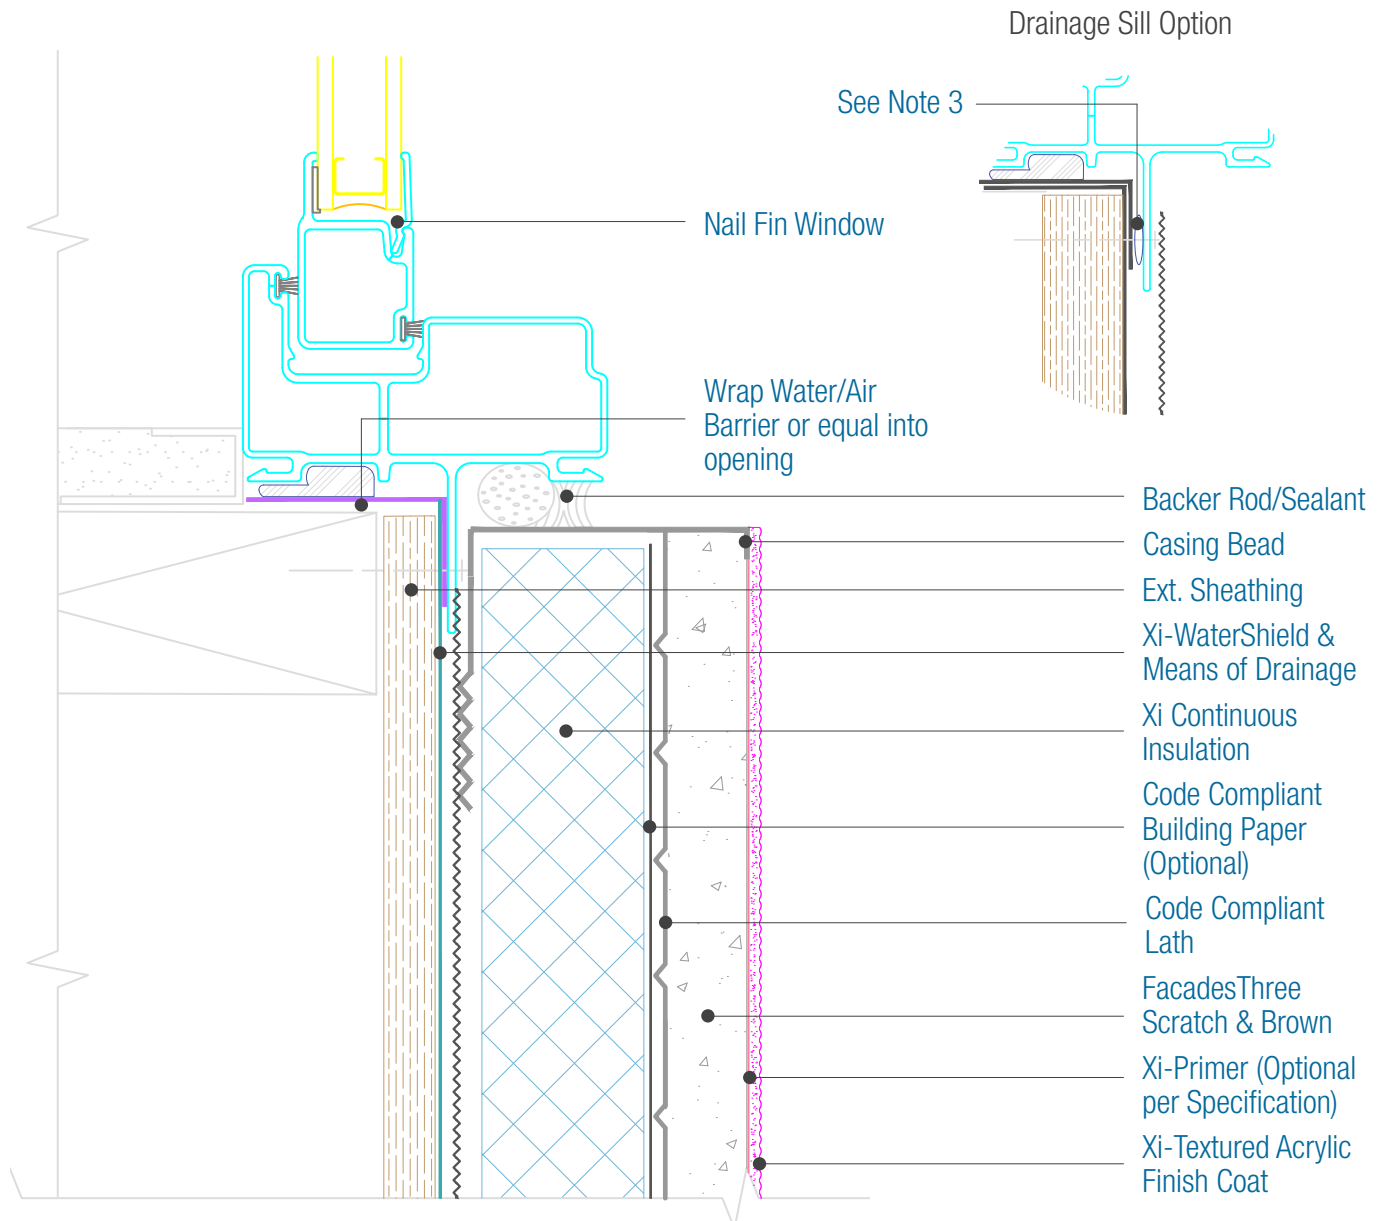 Drainage Sill Option
See Note 3
Nail Fin Window
Wrap Water/Air
Barrier or equal into
opening
Backer Rod/Sealant
Casing Bead
Ext. Sheathing
Xi-WaterShield &
Means of Drainage
Xi Continuous
Insulation
Code Compliant
Building Paper
(Optional)
Code Compliant
Lath
FacadesThree
Scratch & Brown
Xi-Primer (Optional
per Specification)
Xi-Textured Acrylic
Finish Coat